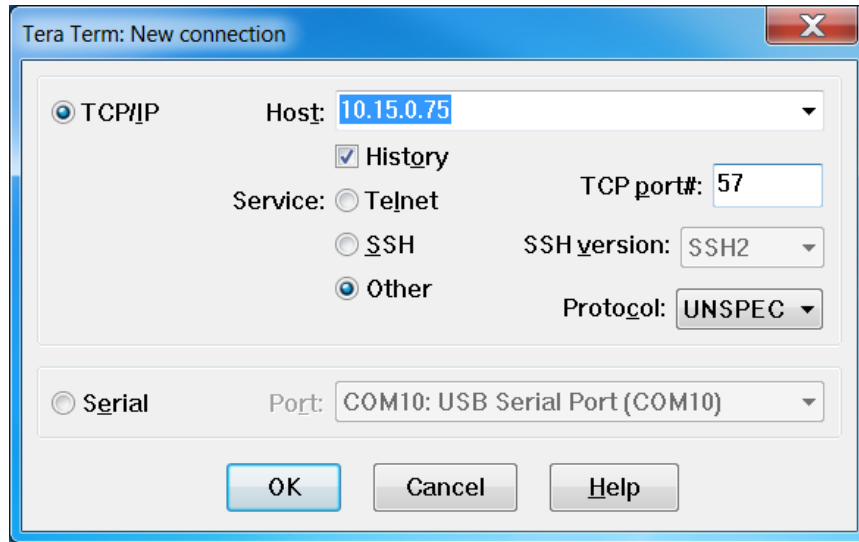 Tera Term: New connection
TCP/IP Host: 10.15.0.75
History
TCP port#: 57
Service: Telnet
SSH SSH version: SSH2
Other
Protocol: UNSPEC
Serial Port: COM10: USB Serial Port (COM10)
OK Cancel Help